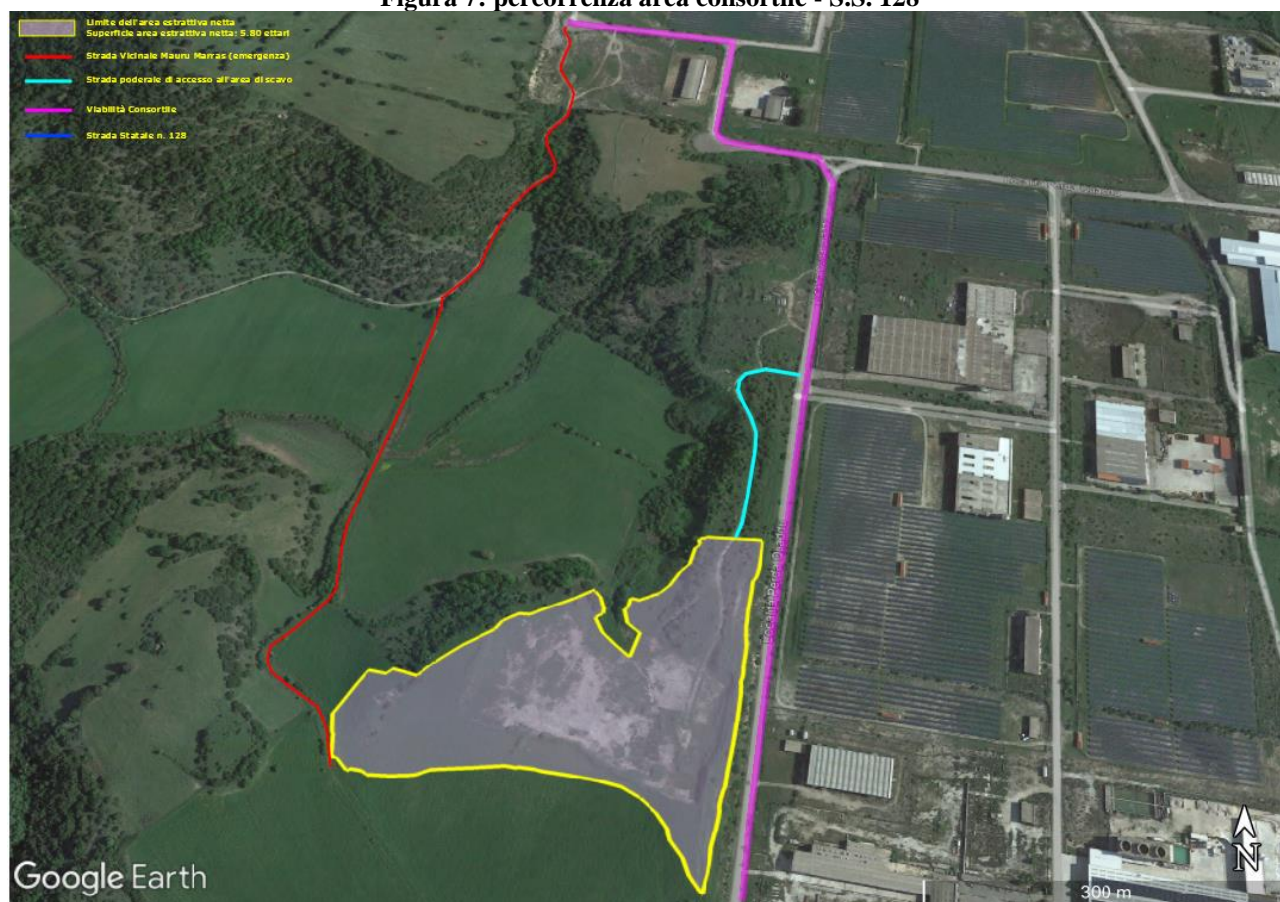 Figura 7: percorrenza area consortile - S.S. 128
Limite dell'area estrattiva netta
Superficie area estrattiva netta: 5.80 ettari
Strada Vicinale Mauru Marras (emergenza)
Strada poderale di accesso all'area di scavo
Viabilità Consortile
Strada Statale n. 128
N
Google Earth
300 m